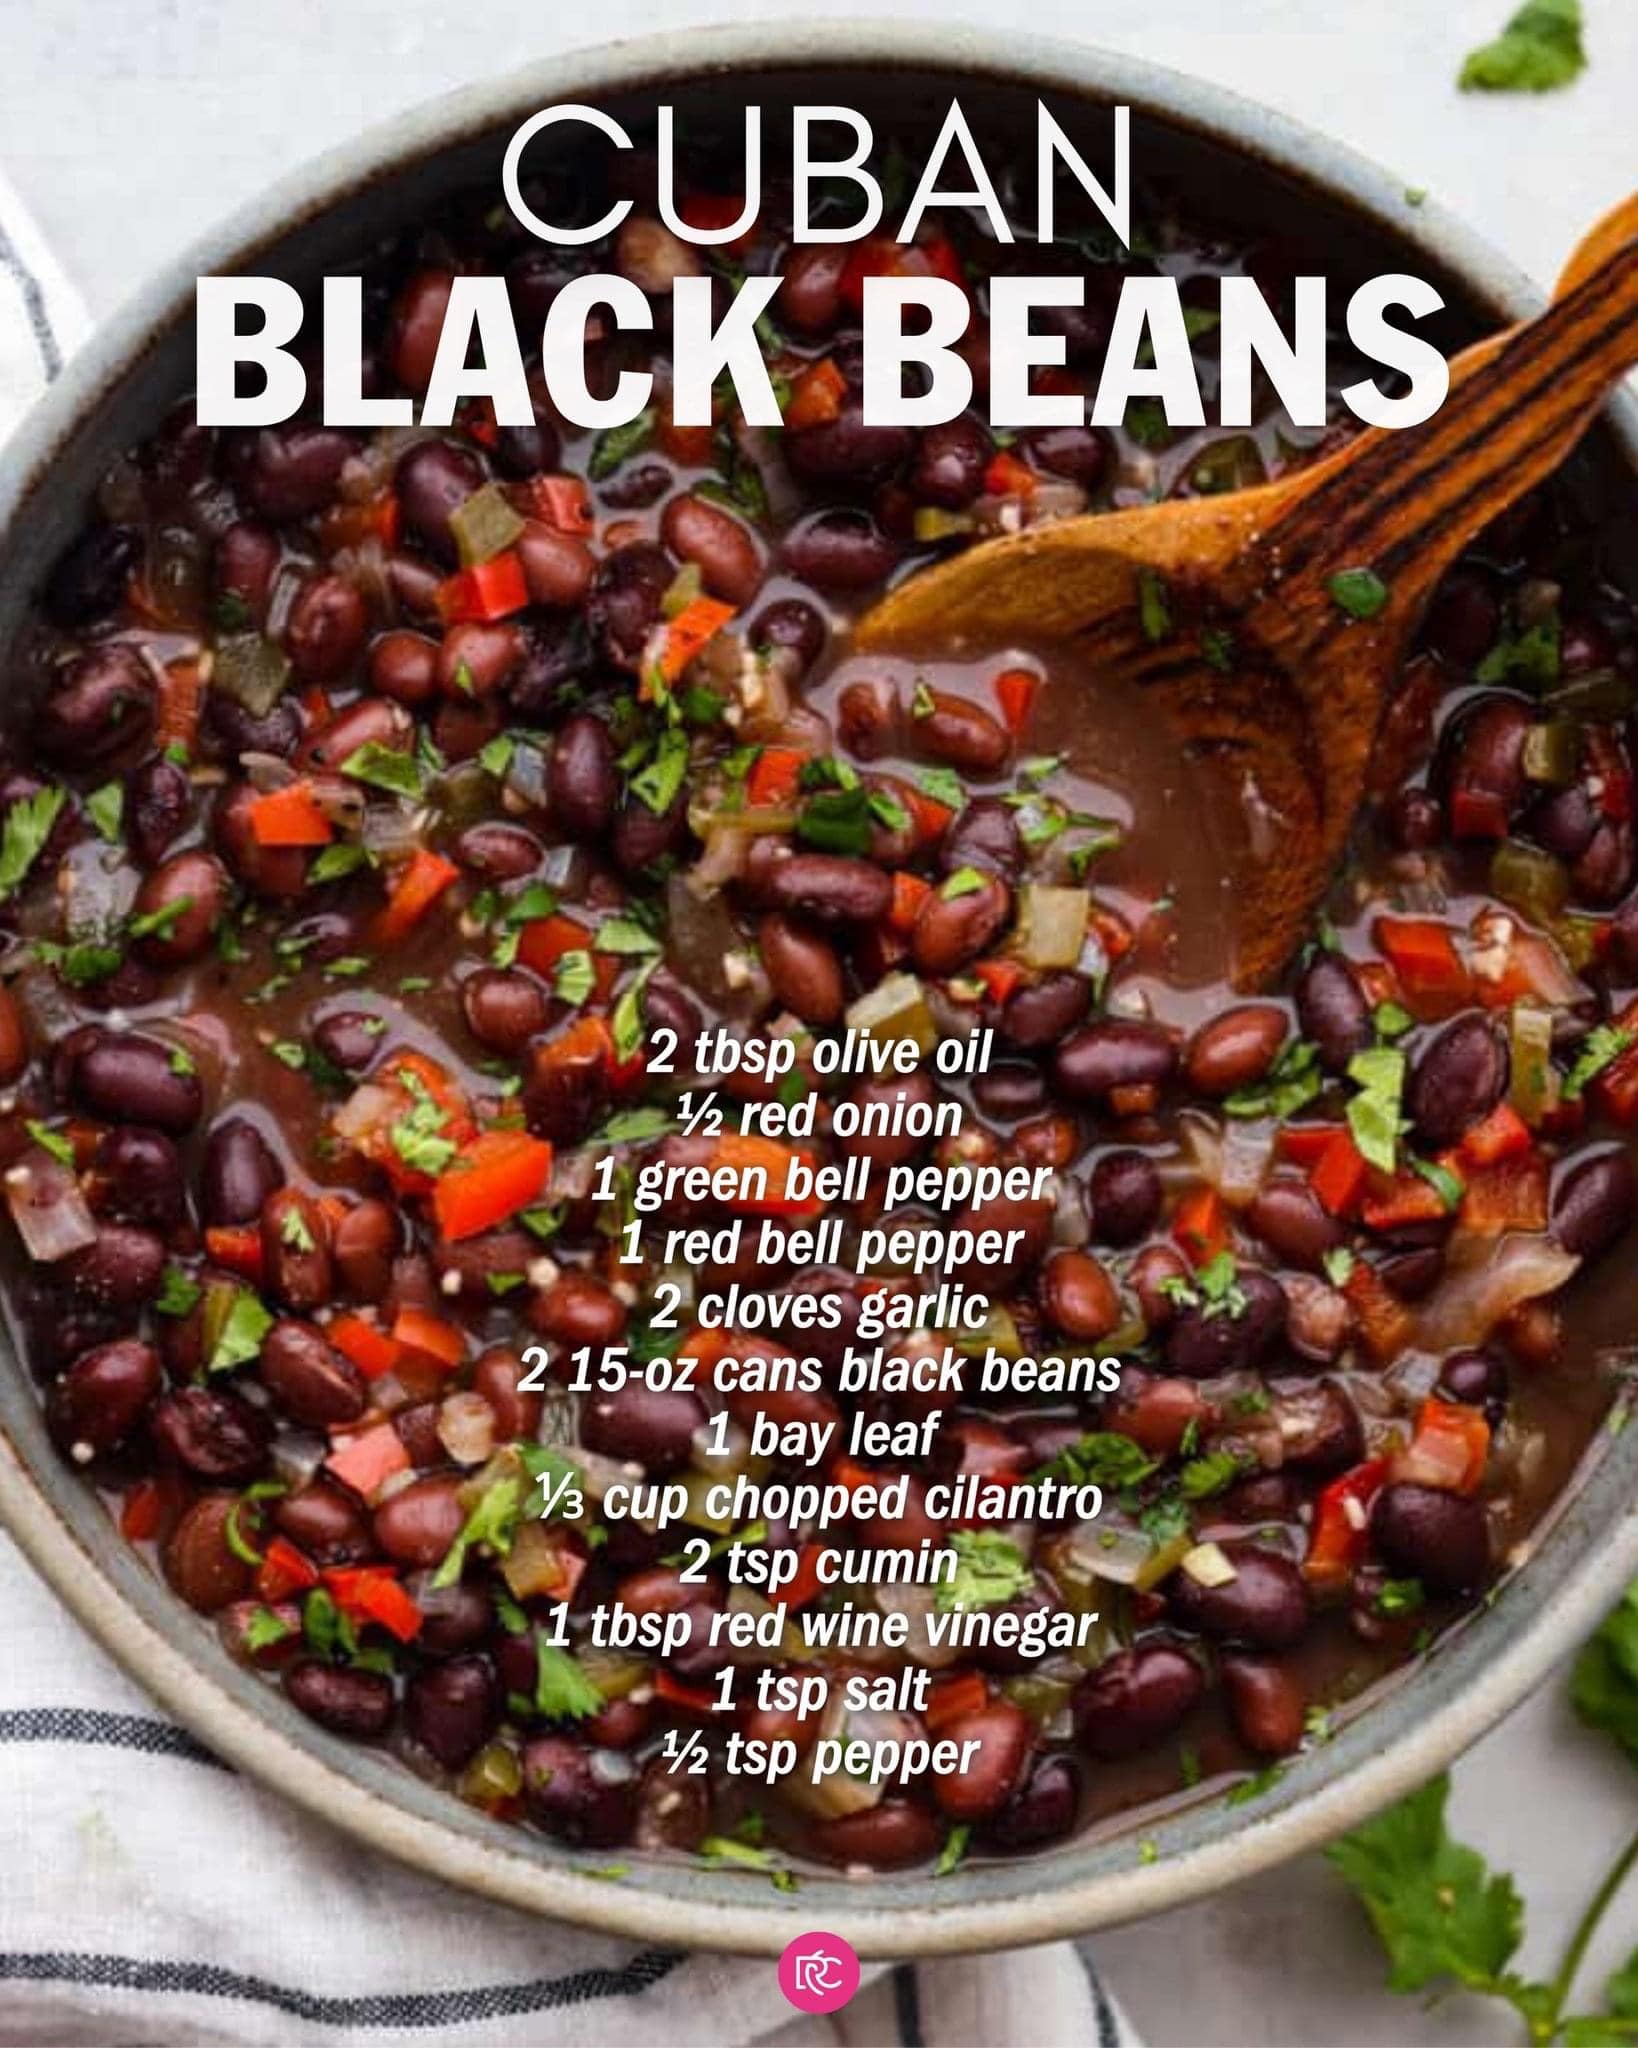 CUBAN
BLACK BEANS
2 tbsp olive oil
½ red onion
1 green bell pepper
1 red bell pepper
2 cloves garlic
2 15-oz cans black beans
1 bay leaf
⅓ cup chopped cilantro
2 tsp cumin
1 tbsp red wine vinegar
1 tsp salt
½ tsp pepper